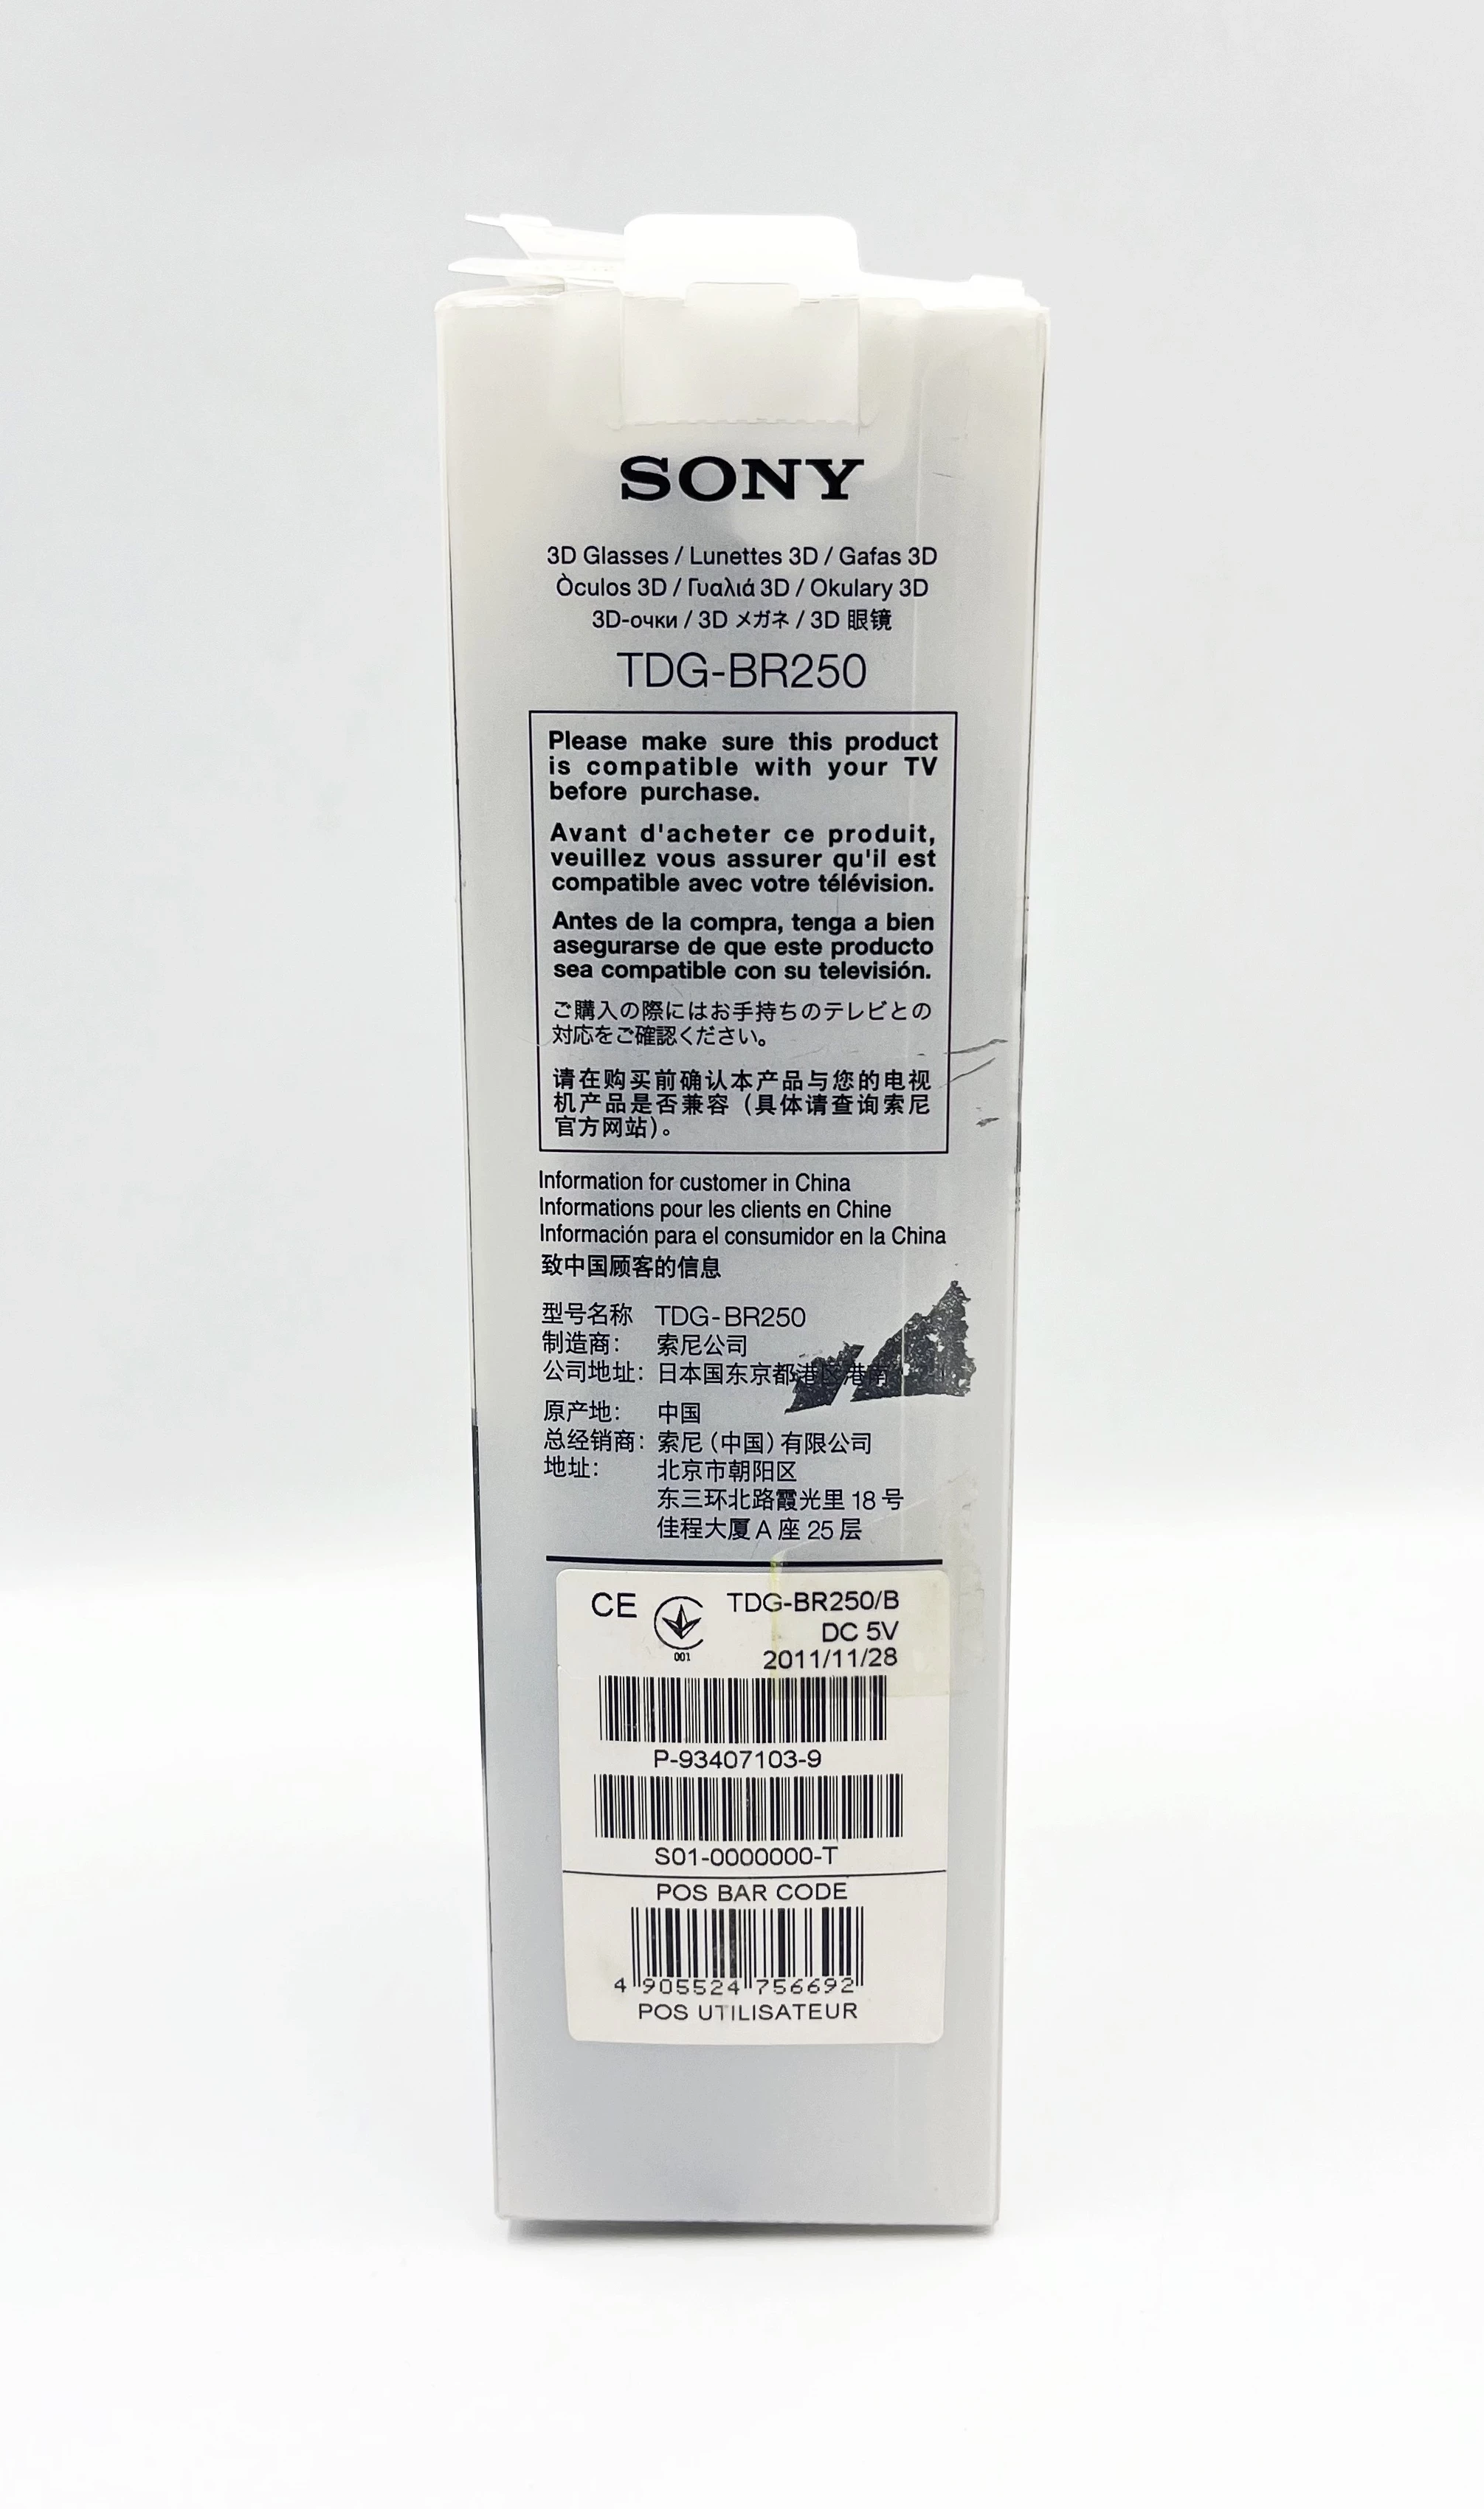 SONY
3D Glasses / Lunettes 3D / Gafas 3D
Òculos 3D / Γυαλιά 3D / Okulary 3D
3D-очки / 3D メガネ / 3D 眼镜
TDG-BR250
Please make sure this product
is compatible with your TV
before purchase.
Avant d'acheter ce produit,
veuillez vous assurer qu'il est
compatible avec votre télévision.
Antes de la compra, tenga a bien
asegurarse de que este producto
sea compatible con su televisión.
ご購入の際にはお手持ちのテレビとの
対応をご確認ください。
请在购买前确认本产品与您的电视
机产品是否兼容（具体请查询索尼
官方网站）。
Information for customer in China
Informations pour les clients en Chine
Información para el consumidor en la China
致中国顾客的信息
型号名称 TDG-BR250
制造商： 索尼公司
公司地址： 日本国东京都港区港南
原产地： 中国
总经销商： 索尼（中国）有限公司
地址： 北京市朝阳区
东三环北路霞光里 18 号
佳程大厦 A 座 25 层
CE TDG-BR250/B
DC 5V
001 2011/11/28
P-93407103-9
S01-0000000-T
POS BAR CODE
4 905524 756692
POS UTILISATEUR